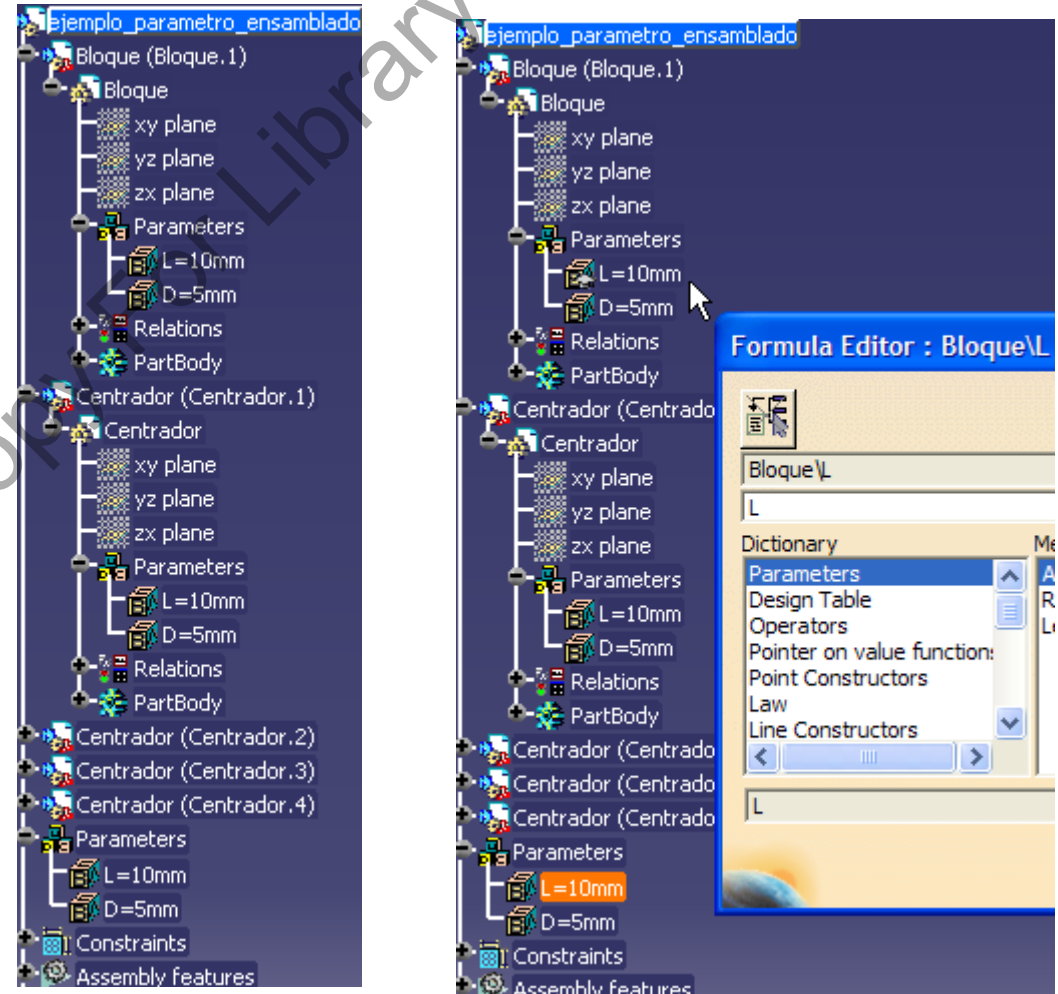 ejemplo_parametro_ensamblado
Bloque (Bloque.1)
Bloque
xy plane
yz plane
zx plane
Parameters
L=10mm
D=5mm
Relations
PartBody
Centrador (Centrador.1)
Centrador
xy plane
yz plane
zx plane
Parameters
L=10mm
D=5mm
Relations
PartBody
Centrador (Centrador.2)
Centrador (Centrador.3)
Centrador (Centrador.4)
Parameters
L=10mm
D=5mm
Constraints
Assembly features
ejemplo_parametro_ensamblado
Bloque (Bloque.1)
Bloque
xy plane
yz plane
zx plane
Parameters
L=10mm
D=5mm
Relations
PartBody
Centrador (Centrado
Centrador
xy plane
yz plane
zx plane
Parameters
L=10mm
D=5mm
Relations
PartBody
Centrador (Centrado
Centrador (Centrado
Centrador (Centrado
Parameters
L=10mm
D=5mm
Constraints
Assembly features
Formula Editor : Bloque\L
Bloque\L
L
Dictionary
Parameters
Design Table
Operators
Pointer on value functions
Point Constructors
Law
Line Constructors
Me
A
R
Le
L
opy For Library